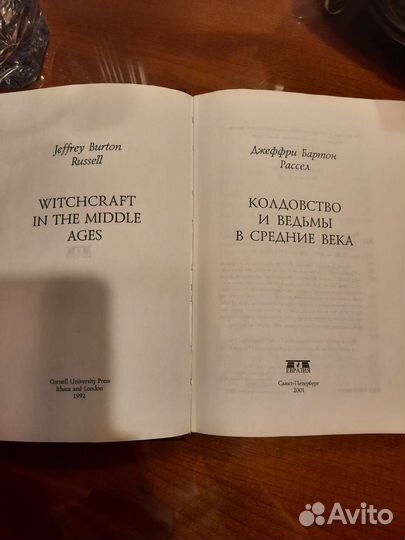 Jeffrey Burton
Russell
WITCHCRAFT
IN THE MIDDLE
AGES
Cornell University Press
Ithaca and London
1992
Джеффри Бартон
Рассел
КОЛДОВСТВО
И ВЕДЬМЫ
В СРЕДНИЕ ВЕКА
ЕВРАЗИЯ
Санкт-Петербург
2001
Avito